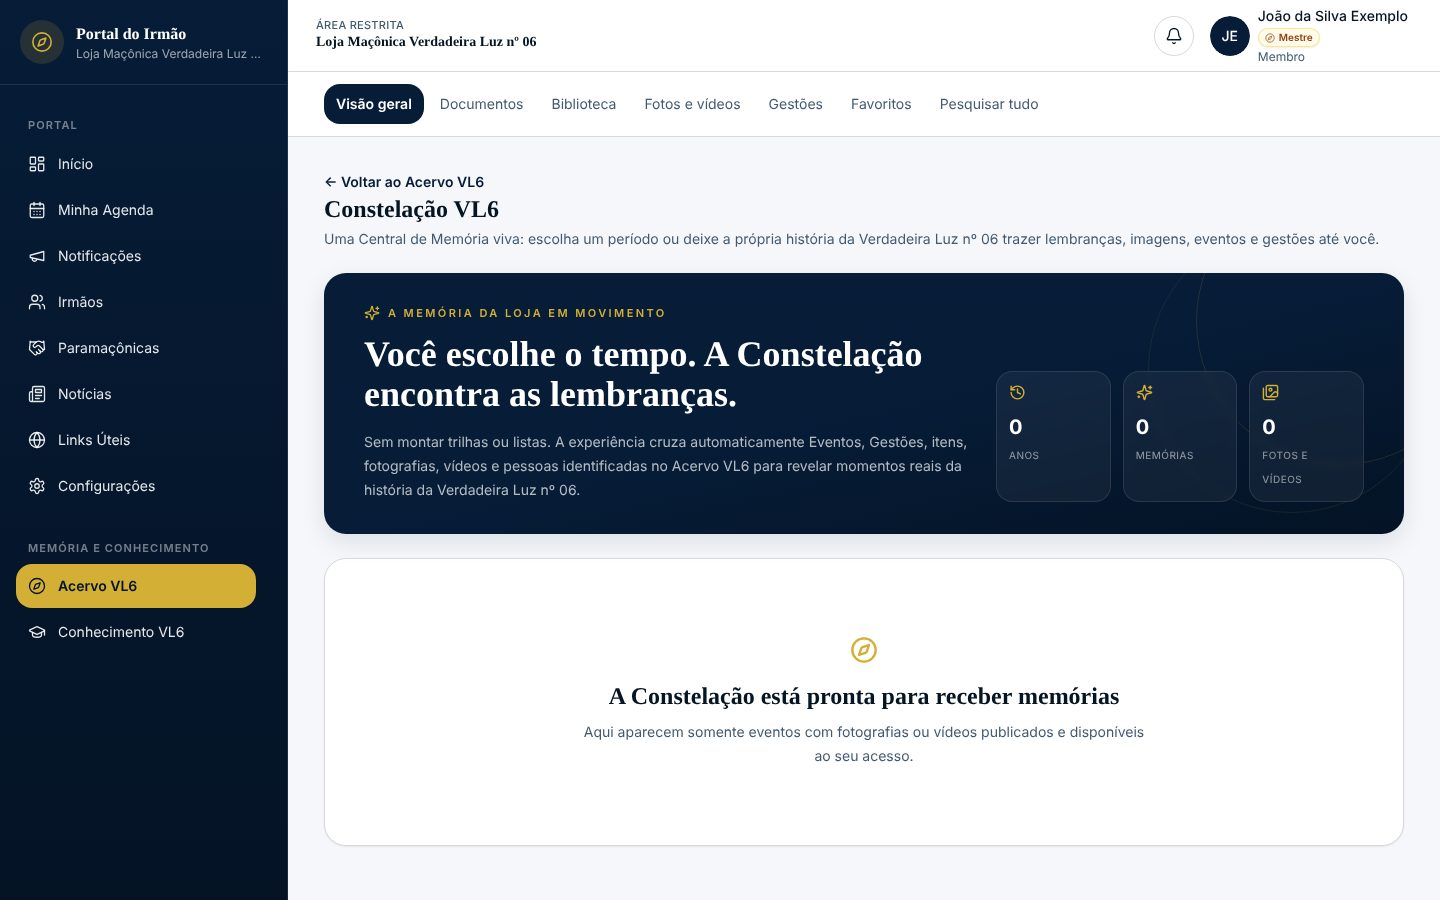 Portal do Irmão
Loja Maçônica Verdadeira Luz ...
PORTAL
Início
Minha Agenda
Notificações
Irmãos
Paramaçônicas
Notícias
Links Úteis
Configurações
MEMÓRIA E CONHECIMENTO
Acervo VL6
Conhecimento VL6
ÁREA RESTRITA
Loja Maçônica Verdadeira Luz nº 06
JE
João da Silva Exemplo
Mestre
Membro
Visão geral
Documentos
Biblioteca
Fotos e vídeos
Gestões
Favoritos
Pesquisar tudo
← Voltar ao Acervo VL6
Constelação VL6
Uma Central de Memória viva: escolha um período ou deixe a própria história da Verdadeira Luz nº 06 trazer lembranças, imagens, eventos e gestões até você.
A MEMÓRIA DA LOJA EM MOVIMENTO
Você escolhe o tempo. A Constelação
encontra as lembranças.
Sem montar trilhas ou listas. A experiência cruza automaticamente Eventos, Gestões, itens,
fotografias, vídeos e pessoas identificadas no Acervo VL6 para revelar momentos reais da
história da Verdadeira Luz nº 06.
0
ANOS
0
MEMÓRIAS
0
FOTOS E
VÍDEOS
A Constelação está pronta para receber memórias
Aqui aparecem somente eventos com fotografias ou vídeos publicados e disponíveis
ao seu acesso.